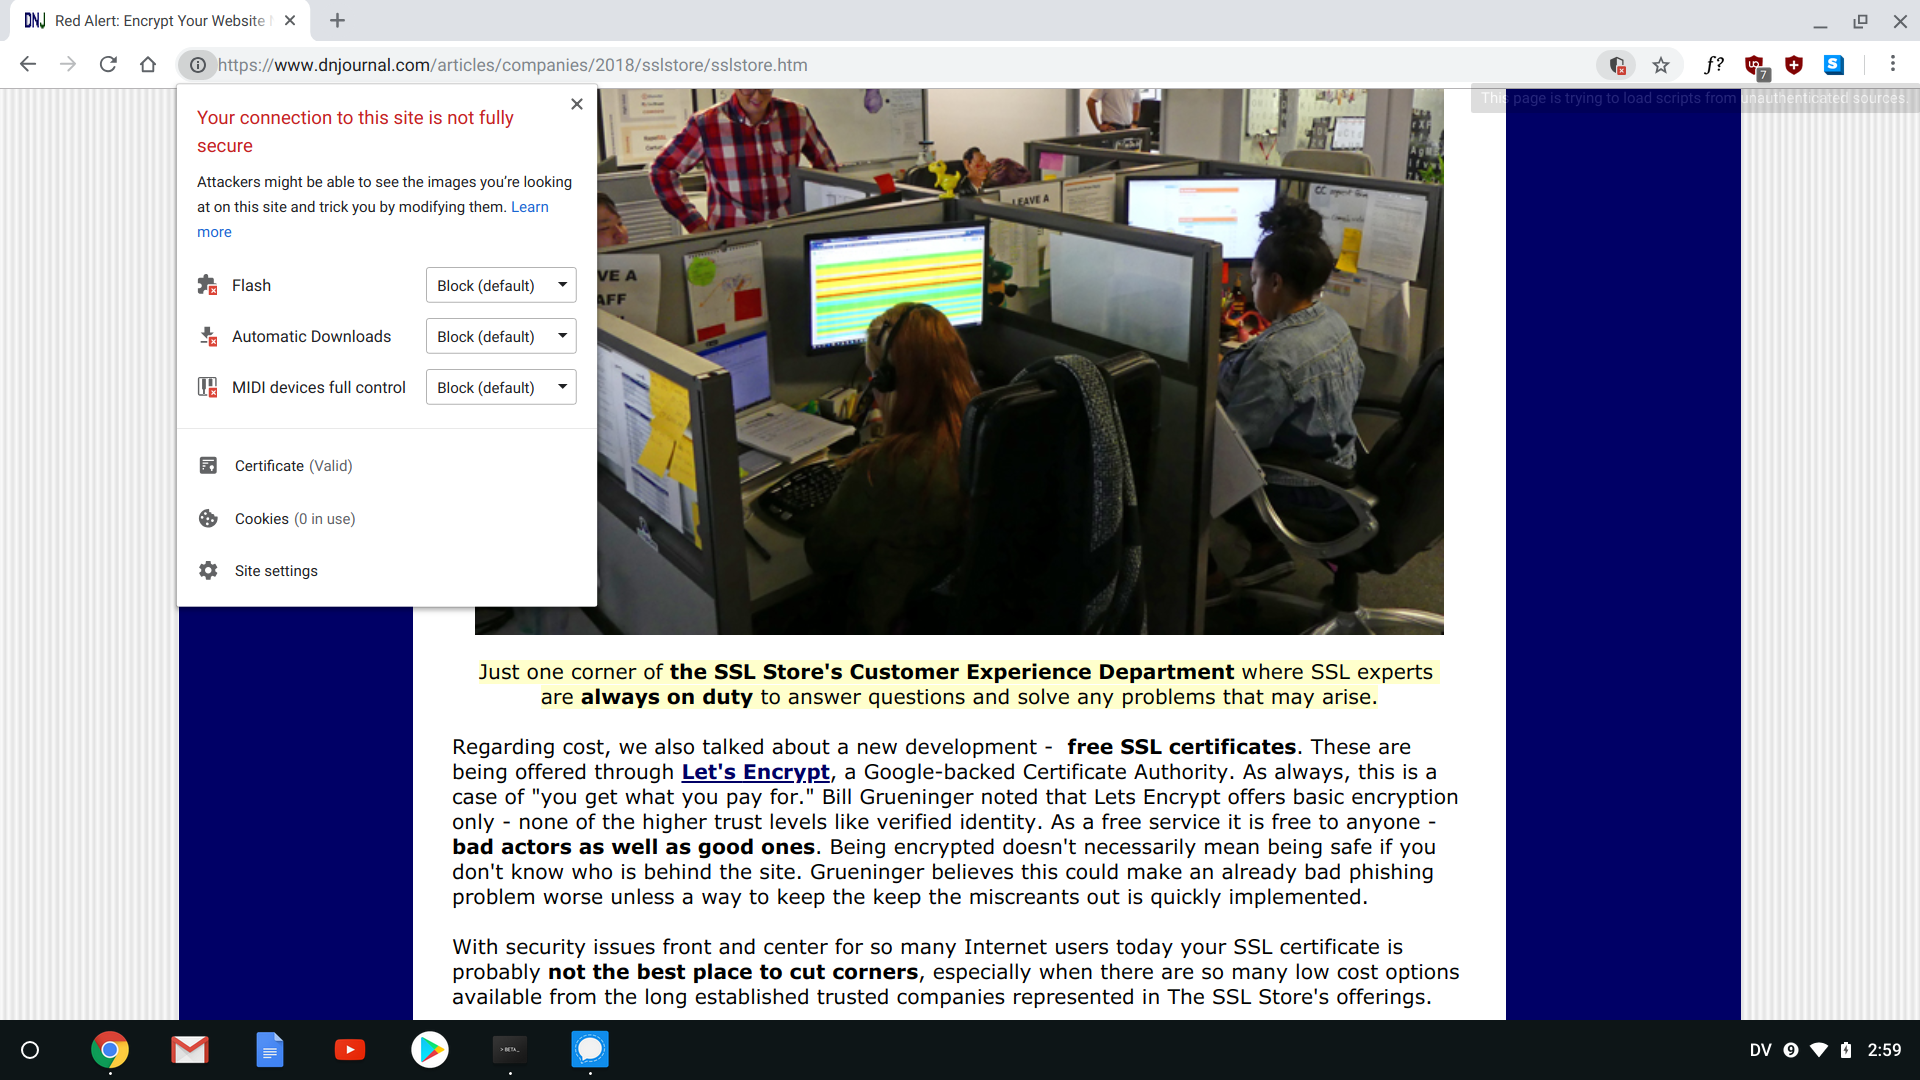 DNJ Red Alert: Encrypt Your Website
https://www.dnjournal.com/articles/companies/2018/sslstore/sslstore.htm
f?
7
S
This page is trying to load scripts from unauthenticated sources.
Your connection to this site is not fully
secure
Attackers might be able to see the images you're looking
at on this site and trick you by modifying them. Learn
more
Flash Block (default)
Automatic Downloads Block (default)
MIDI devices full control Block (default)
Certificate (Valid)
Cookies (0 in use)
Site settings
LEAVE A
VE A
AFF
Just one corner of the SSL Store's Customer Experience Department where SSL experts
are always on duty to answer questions and solve any problems that may arise.
Regarding cost, we also talked about a new development - free SSL certificates. These are
being offered through Let's Encrypt, a Google-backed Certificate Authority. As always, this is a
case of "you get what you pay for." Bill Grueninger noted that Lets Encrypt offers basic encryption
only - none of the higher trust levels like verified identity. As a free service it is free to anyone -
bad actors as well as good ones. Being encrypted doesn't necessarily mean being safe if you
don't know who is behind the site. Grueninger believes this could make an already bad phishing
problem worse unless a way to keep the keep the miscreants out is quickly implemented.
With security issues front and center for so many Internet users today your SSL certificate is
probably not the best place to cut corners, especially when there are so many low cost options
available from the long established trusted companies represented in The SSL Store's offerings.
> BETA_
DV 9 2:59